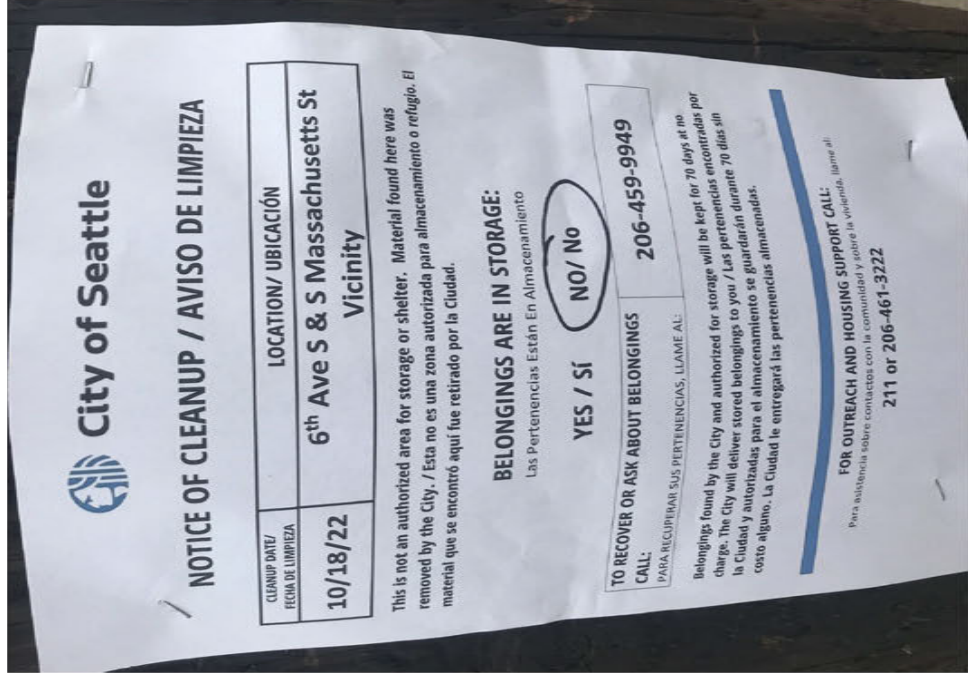 City of Seattle
NOTICE OF CLEANUP / AVISO DE LIMPIEZA
CLEANUP DATE/
FECHA DE LIMPIEZA
LOCATION/ UBICACIÓN
10/18/22
6th Ave S & S Massachusetts St
Vicinity
This is not an authorized area for storage or shelter. Material found here was
removed by the City. / Esta no es una zona autorizada para almacenamiento o refugio. El
material que se encontró aquí fue retirado por la Ciudad.
BELONGINGS ARE IN STORAGE:
Las Pertenencias Están En Almacenamiento
YES / SÍ NO/ No
TO RECOVER OR ASK ABOUT BELONGINGS
CALL:
PARA RECUPERAR SUS PERTENENCIAS, LLAME AL:
206-459-9949
Belongings found by the City and authorized for storage will be kept for 70 days at no
charge. The City will deliver stored belongings to you / Las pertenencias encontradas por
la Ciudad y autorizadas para el almacenamiento se guardarán durante 70 días sin
costo alguno. La Ciudad le entregará las pertenencias almacenadas.
FOR OUTREACH AND HOUSING SUPPORT CALL:
Para asistencia sobre contactos con la comunidad y sobre la vivienda, llame al:
211 or 206-461-3222